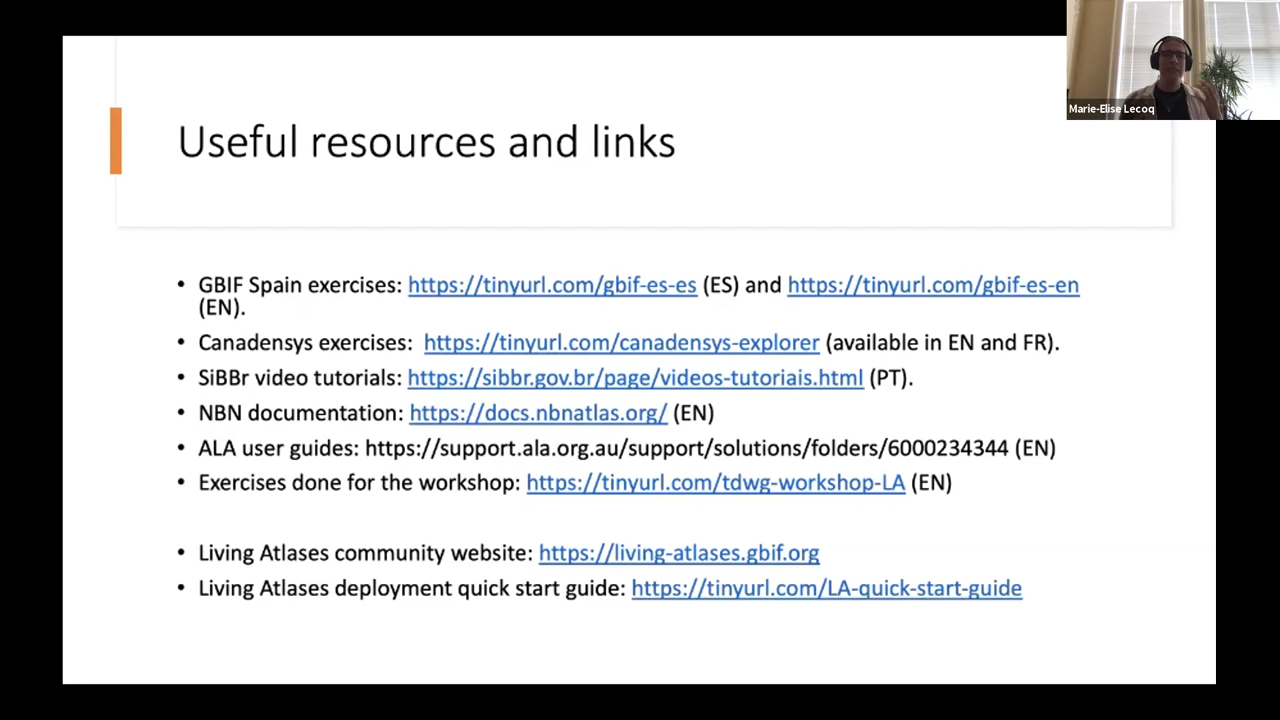 Marie-Elise Lecoq
Useful resources and links
• GBIF Spain exercises: https://tinyurl.com/gbif-es-es (ES) and https://tinyurl.com/gbif-es-en
(EN).
• Canadensys exercises: https://tinyurl.com/canadensys-explorer (available in EN and FR).
• SiBBr video tutorials: https://sibbr.gov.br/page/videos-tutoriais.html (PT).
• NBN documentation: https://docs.nbnatlas.org/ (EN)
• ALA user guides: https://support.ala.org.au/support/solutions/folders/6000234344 (EN)
• Exercises done for the workshop: https://tinyurl.com/tdwg-workshop-LA (EN)
• Living Atlases community website: https://living-atlases.gbif.org
• Living Atlases deployment quick start guide: https://tinyurl.com/LA-quick-start-guide